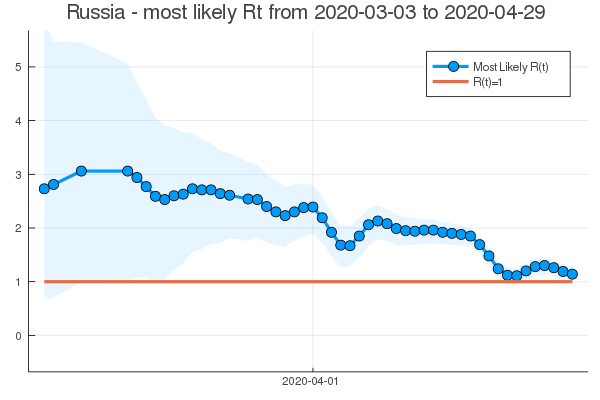 Russia - most likely Rt from 2020-03-03 to 2020-04-29
Most Likely R(t)
R(t)=1
5
4
3
2
1
0
2020-04-01